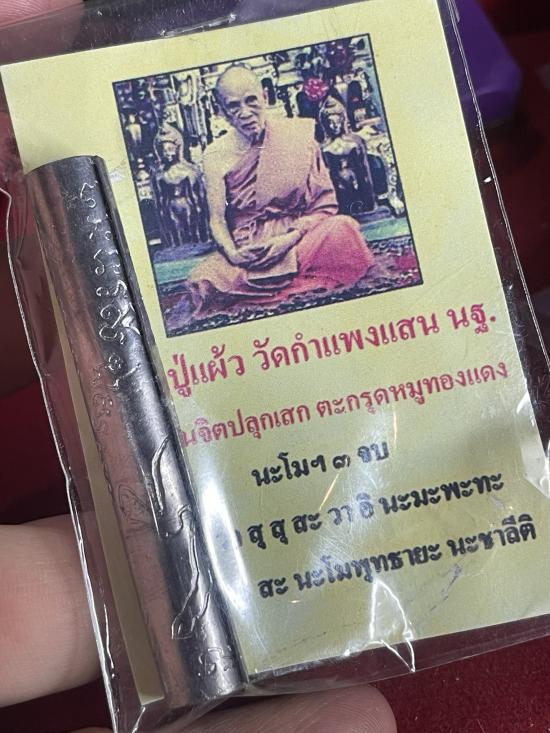 ปู่แผ้ว วัดกำแพงแสน นฐ.
จิตปลุกเสก ตะกรุดหมูทองแดง
นะโมฯ ๓ จบ
สุ สุ สะ วา อิ นะมะพะทะ
สะ นะโมพุทธายะ นะชาลีติ